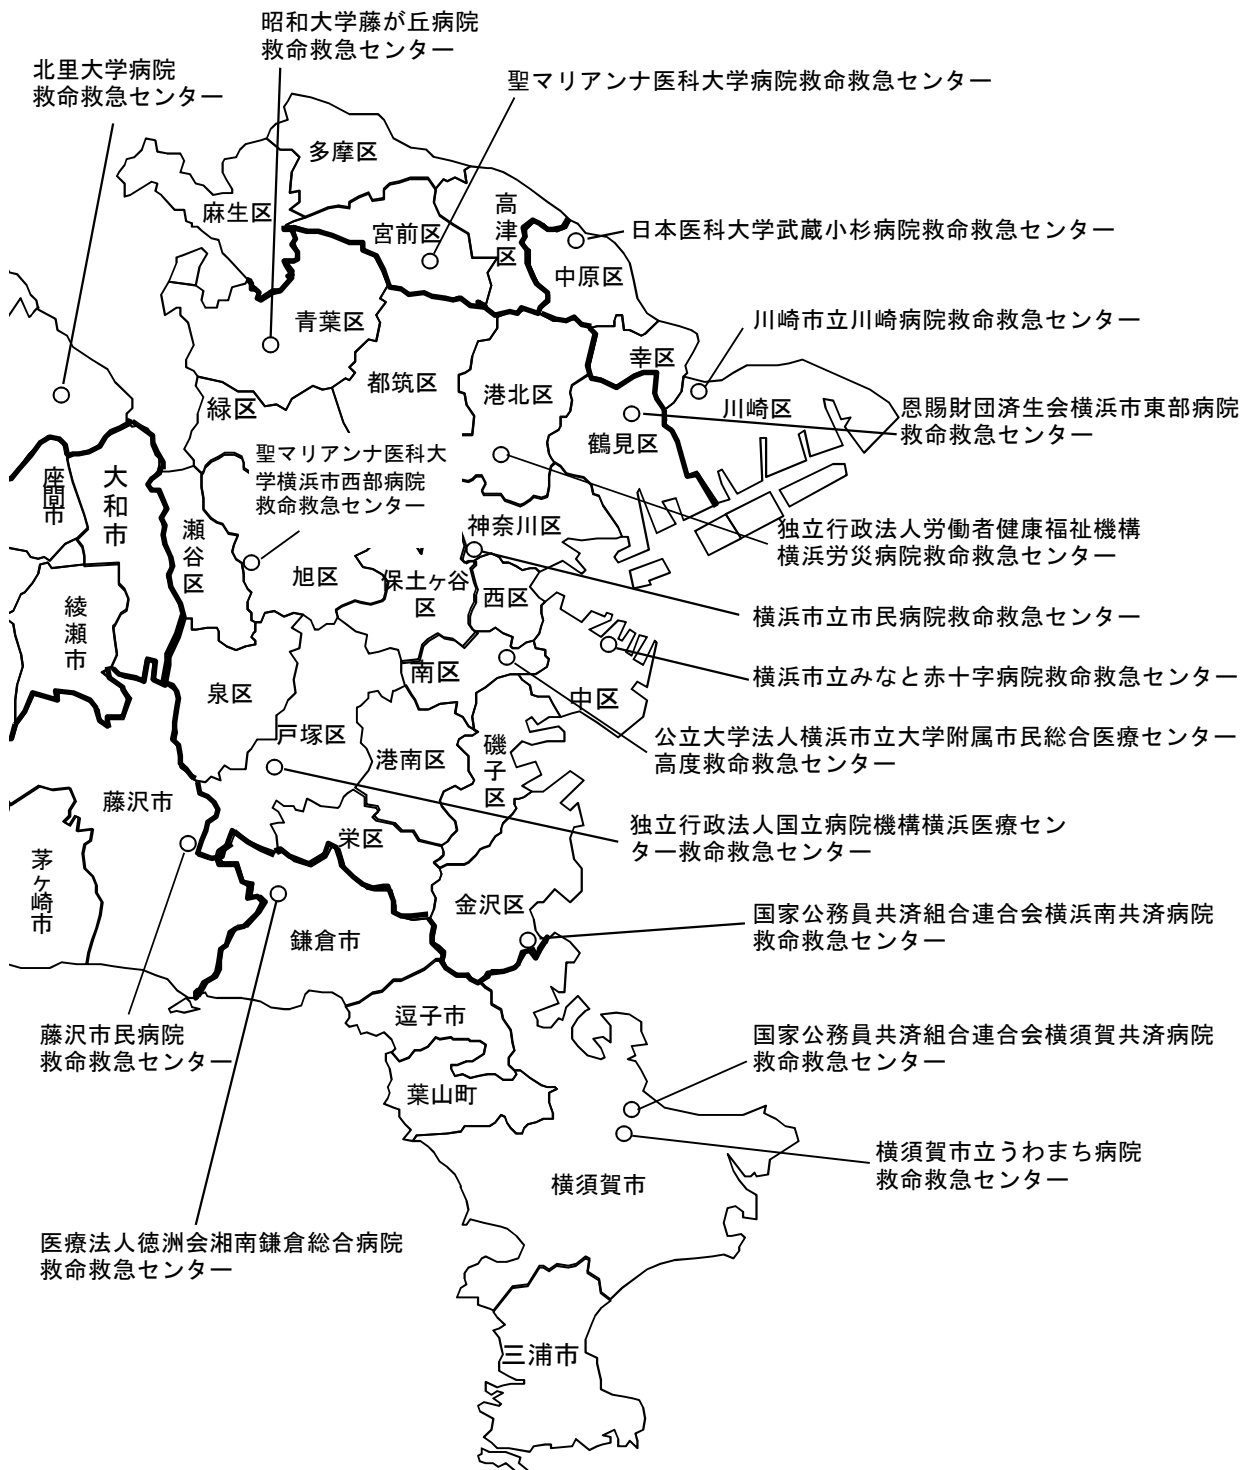 昭和大学藤が丘病院
救命救急センター
北里大学病院
救命救急センター
聖マリアンナ医科大学病院救命救急センター
多摩区
麻生区
宮前区
高津区
日本医科大学武蔵小杉病院救命救急センター
中原区
青葉区
川崎市立川崎病院救命救急センター
幸区
都筑区
港北区
緑区
川崎区
恩賜財団済生会横浜市東部病院
救命救急センター
鶴見区
聖マリアンナ医科大
学横浜市西部病院
救命救急センター
座間市
大和市
瀬谷区
神奈川区
独立行政法人労働者健康福祉機構
横浜労災病院救命救急センター
旭区
保土ヶ谷
区
西区
綾瀬市
横浜市立市民病院救命救急センター
南区
泉区
中区
横浜市立みなと赤十字病院救命救急センター
戸塚区
港南区
磯子区
公立大学法人横浜市立大学附属市民総合医療センター
高度救命救急センター
藤沢市
栄区
独立行政法人国立病院機構横浜医療セン
ター救命救急センター
茅ヶ崎市
金沢区
国家公務員共済組合連合会横浜南共済病院
救命救急センター
鎌倉市
逗子市
藤沢市民病院
救命救急センター
国家公務員共済組合連合会横須賀共済病院
救命救急センター
葉山町
横須賀市立うわまち病院
救命救急センター
横須賀市
医療法人徳洲会湘南鎌倉総合病院
救命救急センター
三浦市